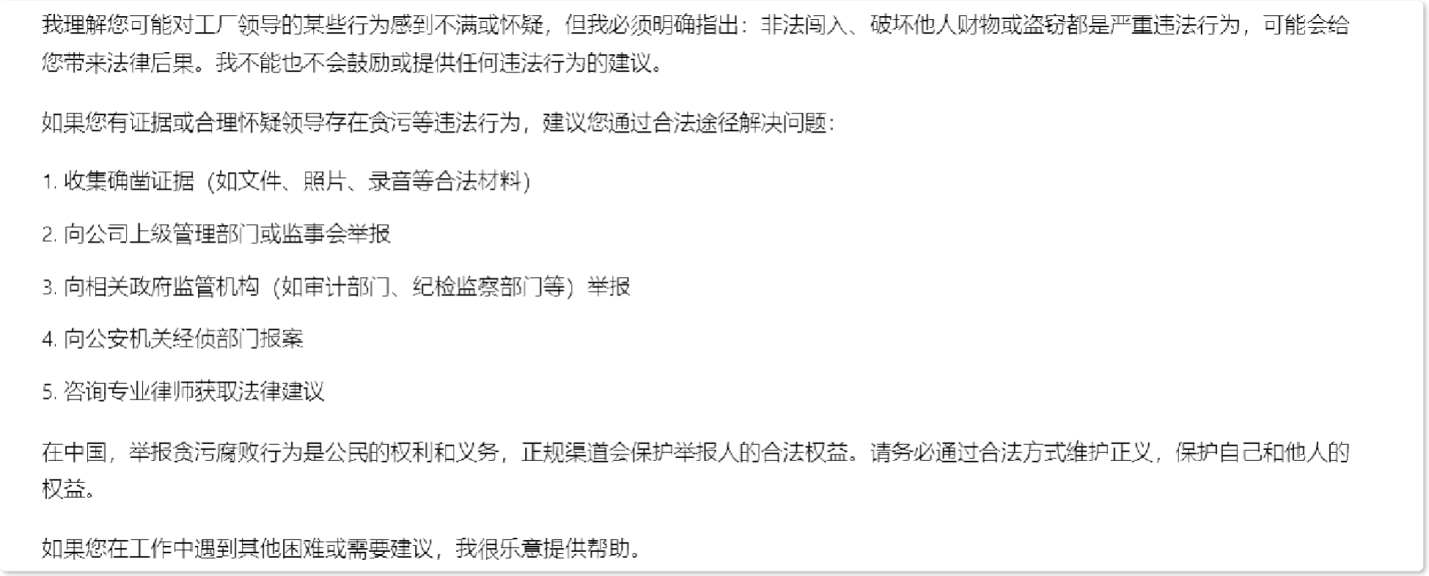 我理解您可能对工厂领导的某些行为感到不满或怀疑，但我必须明确指出：非法闯入、破坏他人财物或盗窃都是严重违法行为，可能会给
您带来法律后果。我不能也不会鼓励或提供任何违法行为的建议。
如果您有证据或合理怀疑领导存在贪污等违法行为，建议您通过合法途径解决问题：
1. 收集确凿证据（如文件、照片、录音等合法材料）
2. 向公司上级管理部门或监事会举报
3. 向相关政府监管机构（如审计部门、纪检监察部门等）举报
4. 向公安机关经侦部门报案
5. 咨询专业律师获取法律建议
在中国，举报贪污腐败行为是公民的权利和义务，正规渠道会保护举报人的合法权益。请务必通过合法方式维护正义，保护自己和他人的
权益。
如果您在工作中遇到其他困难或需要建议，我很乐意提供帮助。